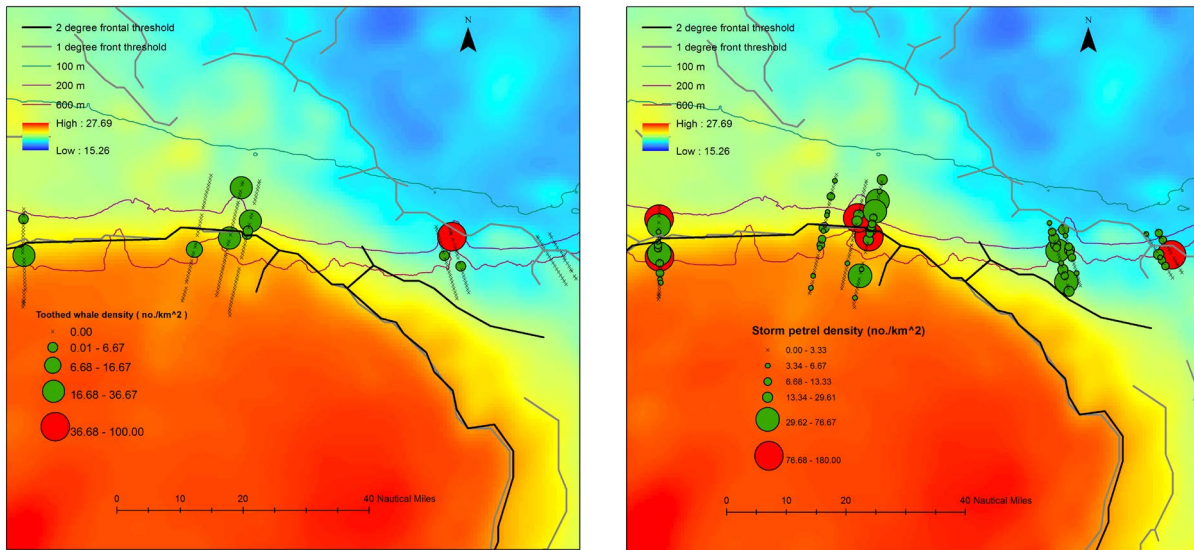 2 degree frontal threshold
1 degree front threshold
100 m
200 m
600 m
High : 27.69
Low : 15.26
N
Toothed whale density ( no./km^2 )
0.00
0.01 - 6.67
6.68 - 16.67
16.68 - 36.67
36.68 - 100.00
0 20 40 Nautical Miles
2 degree frontal threshold
1 degree front threshold
100 m
200 m
600 m
High : 27.69
Low : 15.26
N
Storm petrel density (no./km^2)
0.00 - 3.33
3.34 - 6.67
6.68 - 13.33
13.34 - 29.61
29.62 - 76.67
76.68 - 180.00
0 20 40 Nautical Miles